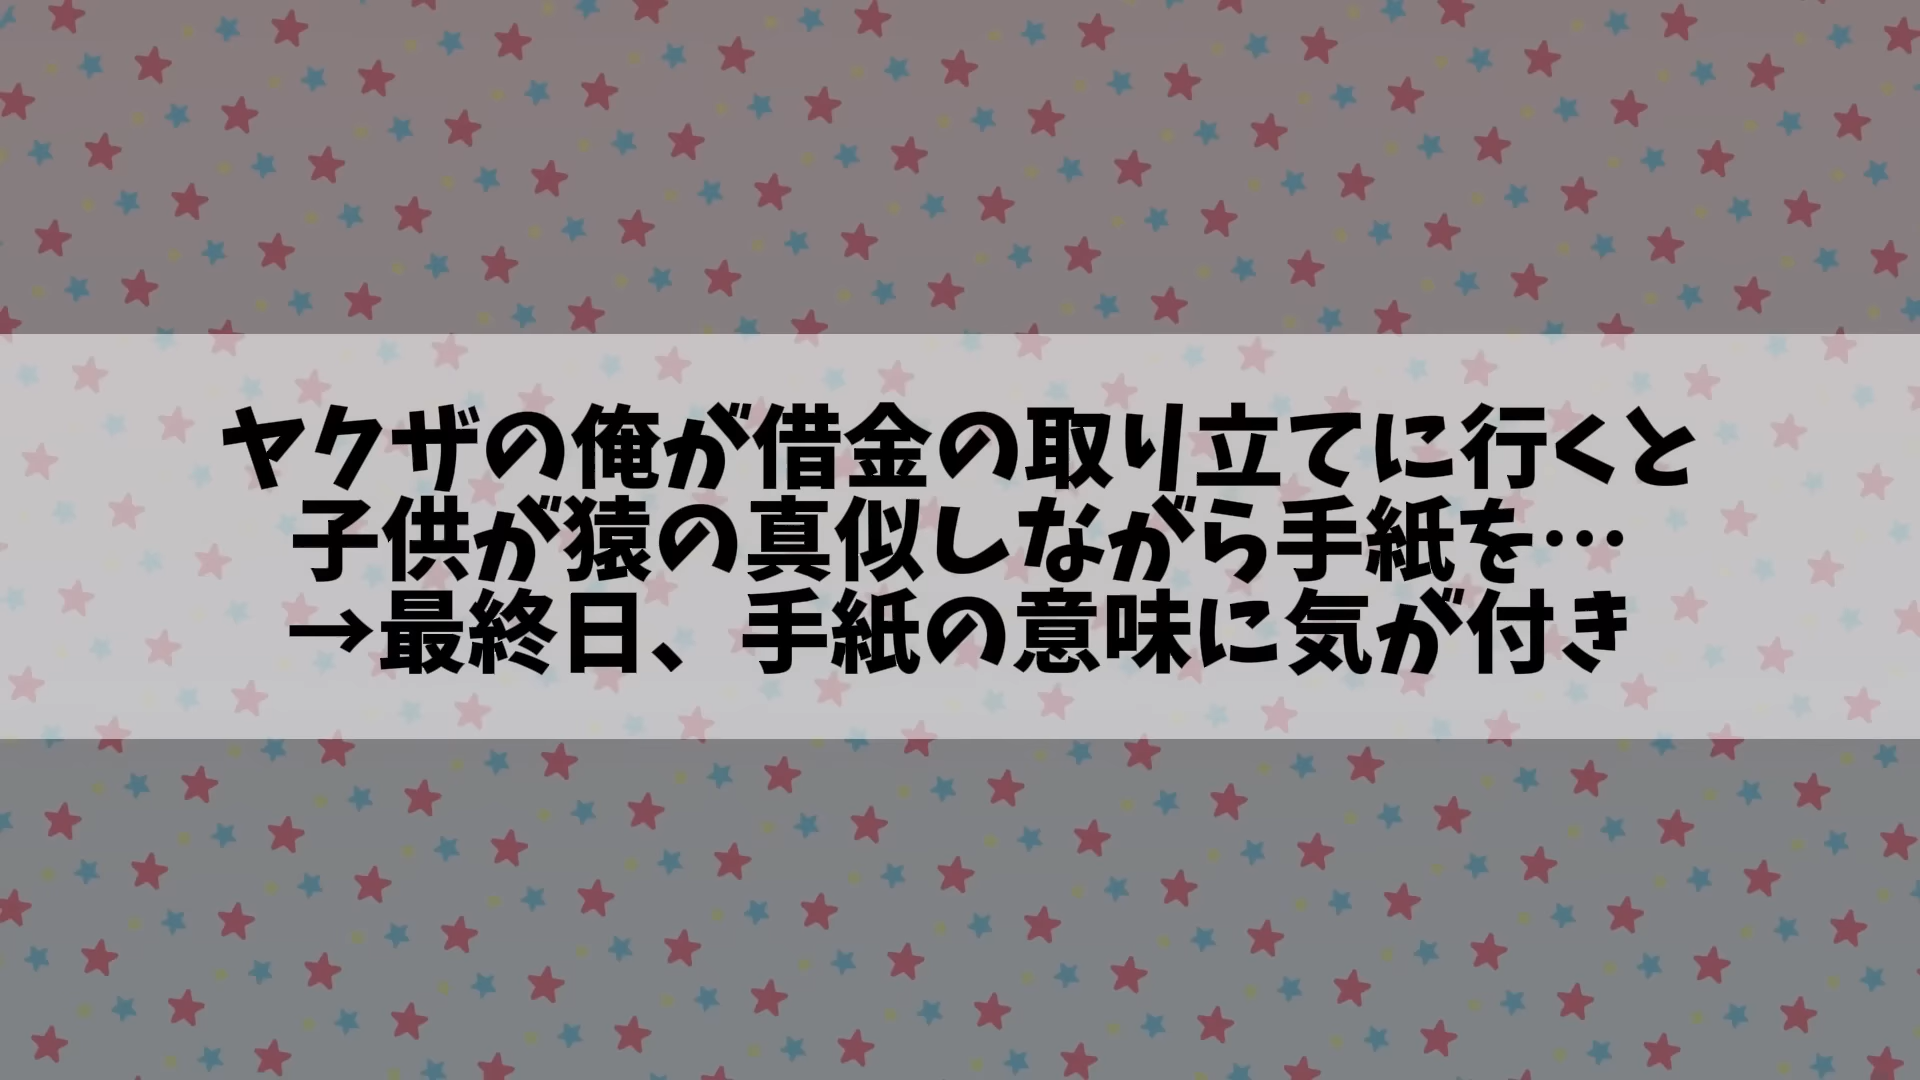 ヤクザの俺が借金の取り立てに行くと
子供が猿の真似しながら手紙を…
→最終日、手紙の意味に気が付き